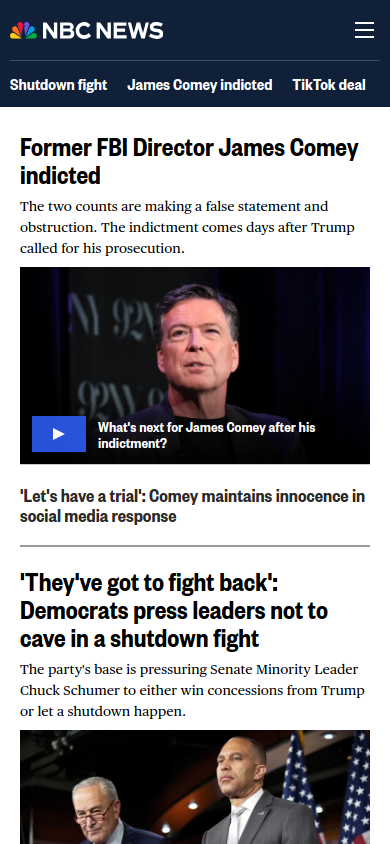 NBC NEWS
Shutdown fight James Comey indicted TikTok deal
Former FBI Director James Comey
indicted
The two counts are making a false statement and
obstruction. The indictment comes days after Trump
called for his prosecution.
NY 92NY
92NY
What's next for James Comey after his
indictment?
'Let's have a trial': Comey maintains innocence in
social media response
'They've got to fight back':
Democrats press leaders not to
cave in a shutdown fight
The party's base is pressuring Senate Minority Leader
Chuck Schumer to either win concessions from Trump
or let a shutdown happen.